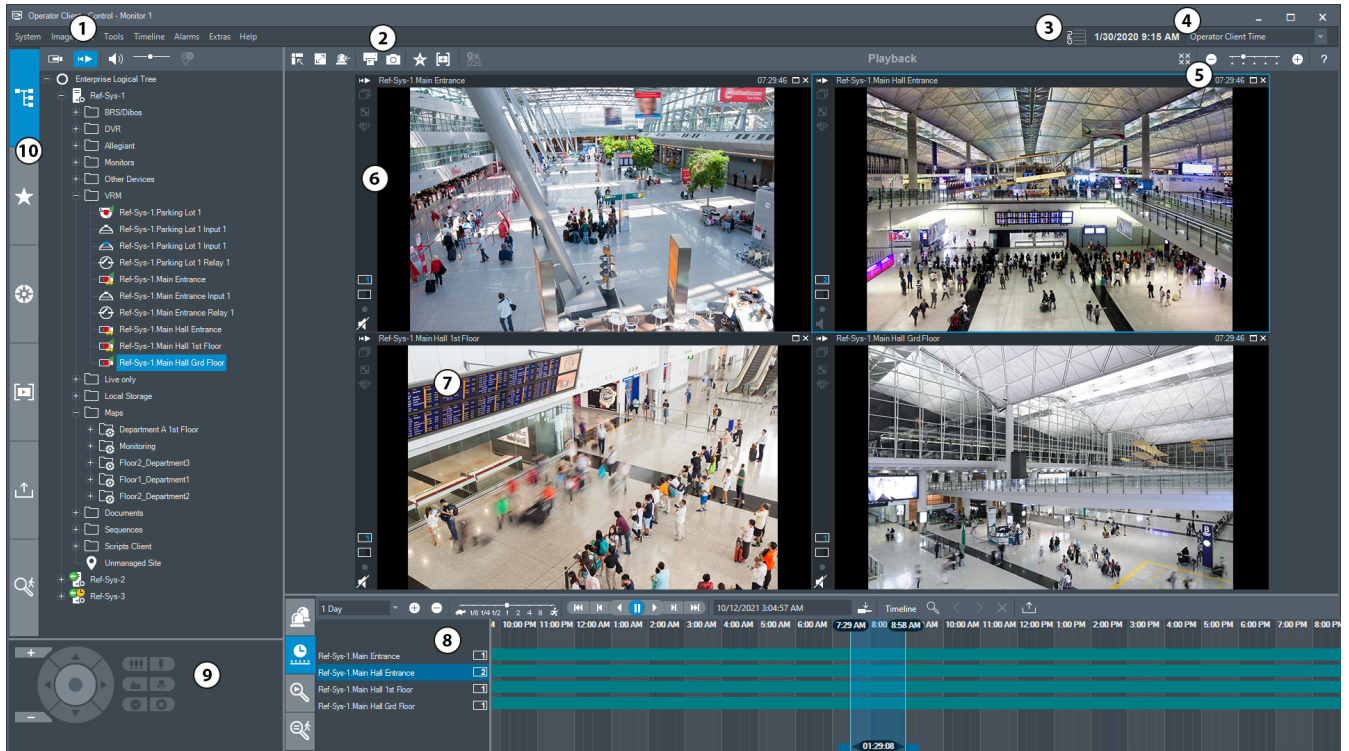 Operator Client - Control - Monitor 1
1
System Image Tools Timeline Alarms Extras Help
2
3
1/30/2020 9:15 AM
4
Operator Client Time
Playback
?
5
Enterprise Logical Tree
Ref-Sys-1
BRS/Dibos
DVR
Allegiant
Monitors
Other Devices
VRM
Ref-Sys-1.Parking Lot 1
Ref-Sys-1.Parking Lot 1 Input 1
Ref-Sys-1.Parking Lot 1 Input 1
Ref-Sys-1.Parking Lot 1 Relay 1
Ref-Sys-1.Main Entrance
Ref-Sys-1.Main Entrance Input 1
Ref-Sys-1.Main Entrance Relay 1
Ref-Sys-1.Main Hall Entrance
Ref-Sys-1.Main Hall 1st Floor
Ref-Sys-1.Main Hall Grd Floor
Live only
Local Storage
Maps
Department A 1st Floor
Monitoring
Floor2_Department3
Floor1_Department1
Floor2_Department2
Documents
Sequences
Scripts Client
Unmanaged Site
Ref-Sys-2
Ref-Sys-3
10
Ref-Sys-1.Main Entrance 07:29:46
6
1
Ref-Sys-1.Main Hall Entrance 07:29:46
2
Ref-Sys-1.Main Hall 1st Floor 07:29:46
7
1
Ref-Sys-1.Main Hall Grd Floor 07:29:46
B
1
9
1 Day
1/8 1/4 1/2 1 2 4 8
10/12/2021 3:04:57 AM
Timeline
8
M 10:00 PM 11:00 PM 12:00 AM 1:00 AM 2:00 AM 3:00 AM 4:00 AM 5:00 AM 6:00 AM 7:29 AM 8:00 8:58 AM AM 10:00 AM 11:00 AM 12:00 PM 1:00 PM 2:00 PM 3:00 PM 4:00 PM 5:00 PM 6:00 PM 7:00 PM 8:00 P
Ref-Sys-1.Main Entrance 1
Ref-Sys-1.Main Hall Entrance 2
Ref-Sys-1.Main Hall 1st Floor 1
Ref-Sys-1.Main Hall Grd Floor 1
01:29:08